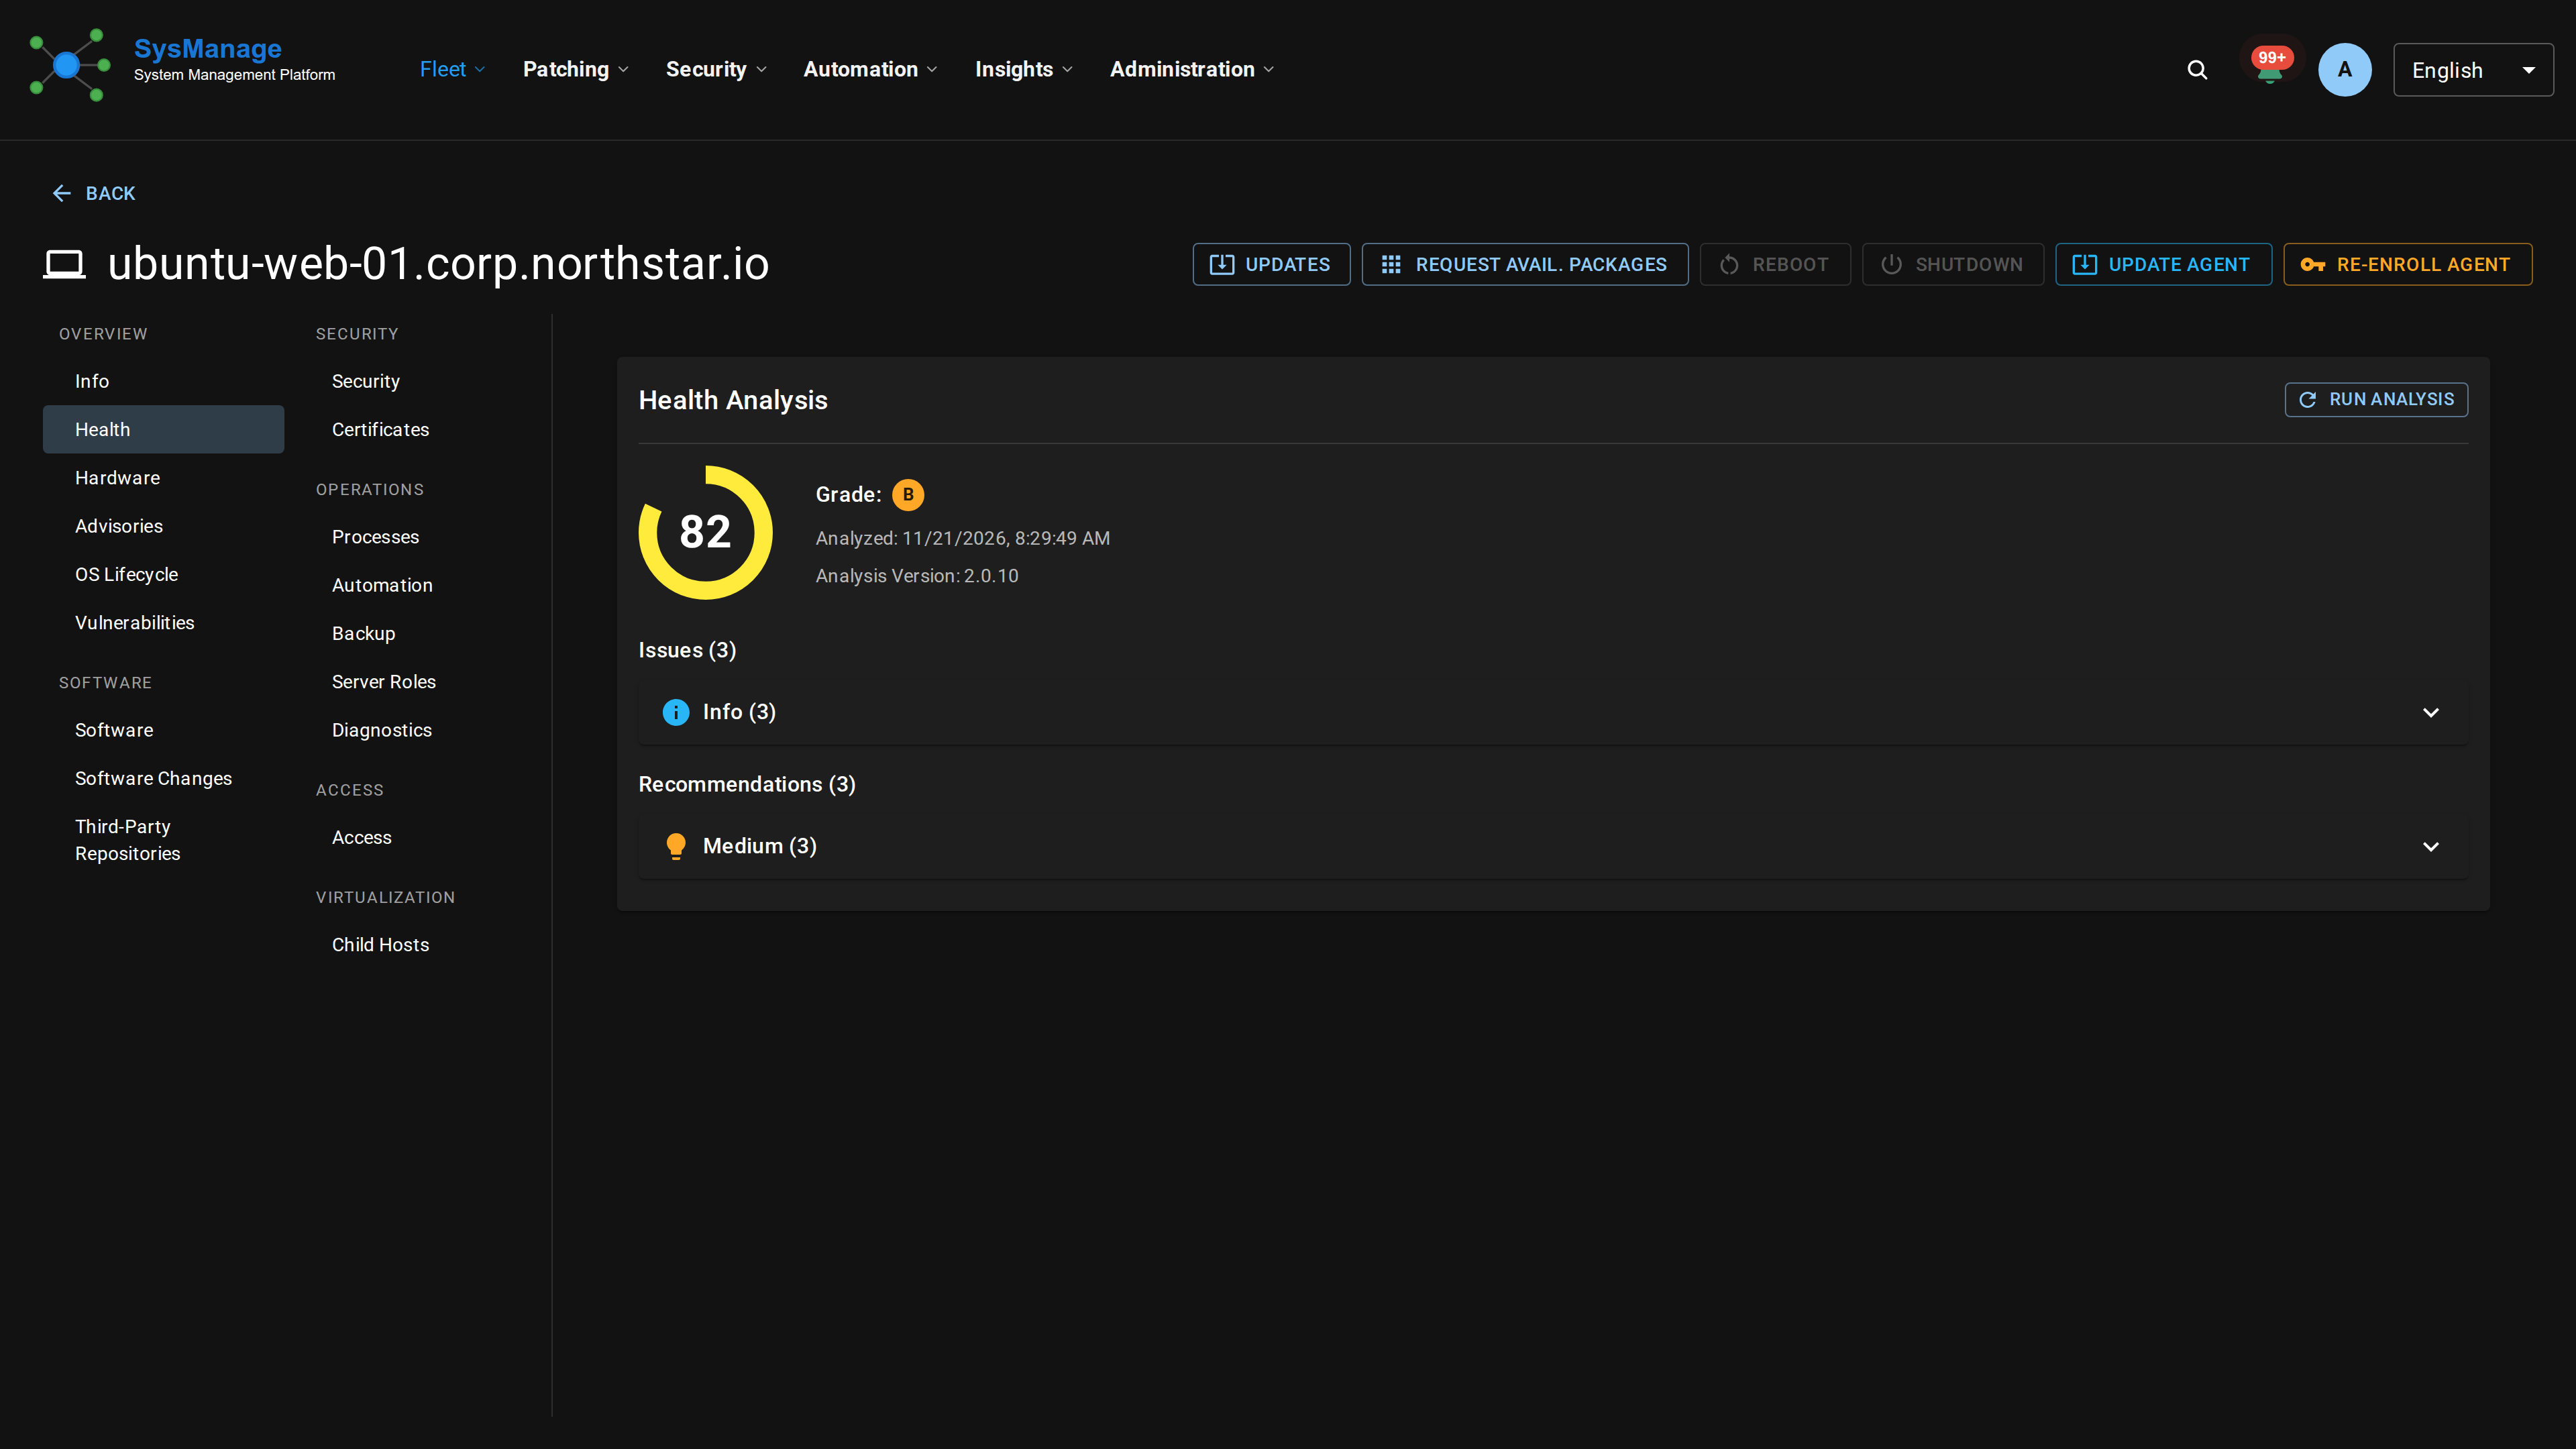 SysManage
System Management Platform
Fleet
Patching
Security
Automation
Insights
Administration
99+
A
English
BACK
ubuntu-web-01.corp.northstar.io
UPDATES
REQUEST AVAIL. PACKAGES
REBOOT
SHUTDOWN
UPDATE AGENT
RE-ENROLL AGENT
OVERVIEW
Info
Health
Hardware
Advisories
OS Lifecycle
Vulnerabilities
SOFTWARE
Software
Software Changes
Third-Party
Repositories
SECURITY
Security
Certificates
OPERATIONS
Processes
Automation
Backup
Server Roles
Diagnostics
ACCESS
Access
VIRTUALIZATION
Child Hosts
Health Analysis
RUN ANALYSIS
82
Grade: B
Analyzed: 11/21/2026, 8:29:49 AM
Analysis Version: 2.0.10
Issues (3)
Info (3)
Recommendations (3)
Medium (3)